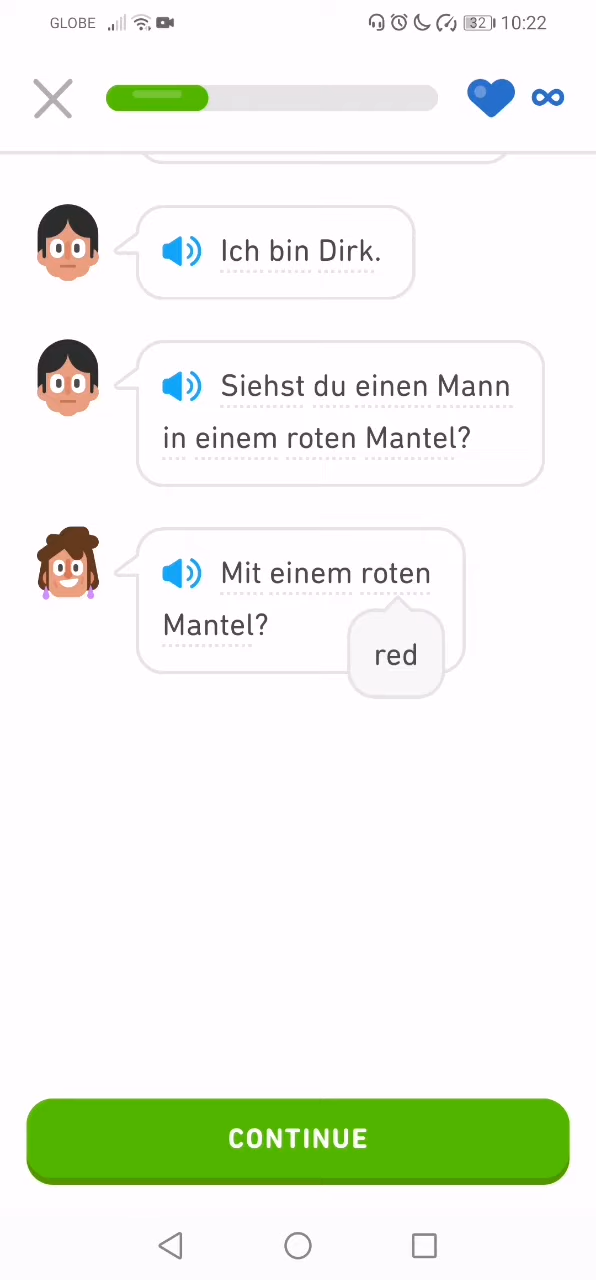 GLOBE 32 10:22
Ich bin Dirk.
Siehst du einen Mann
in einem roten Mantel?
Mit einem roten
Mantel?
red
CONTINUE